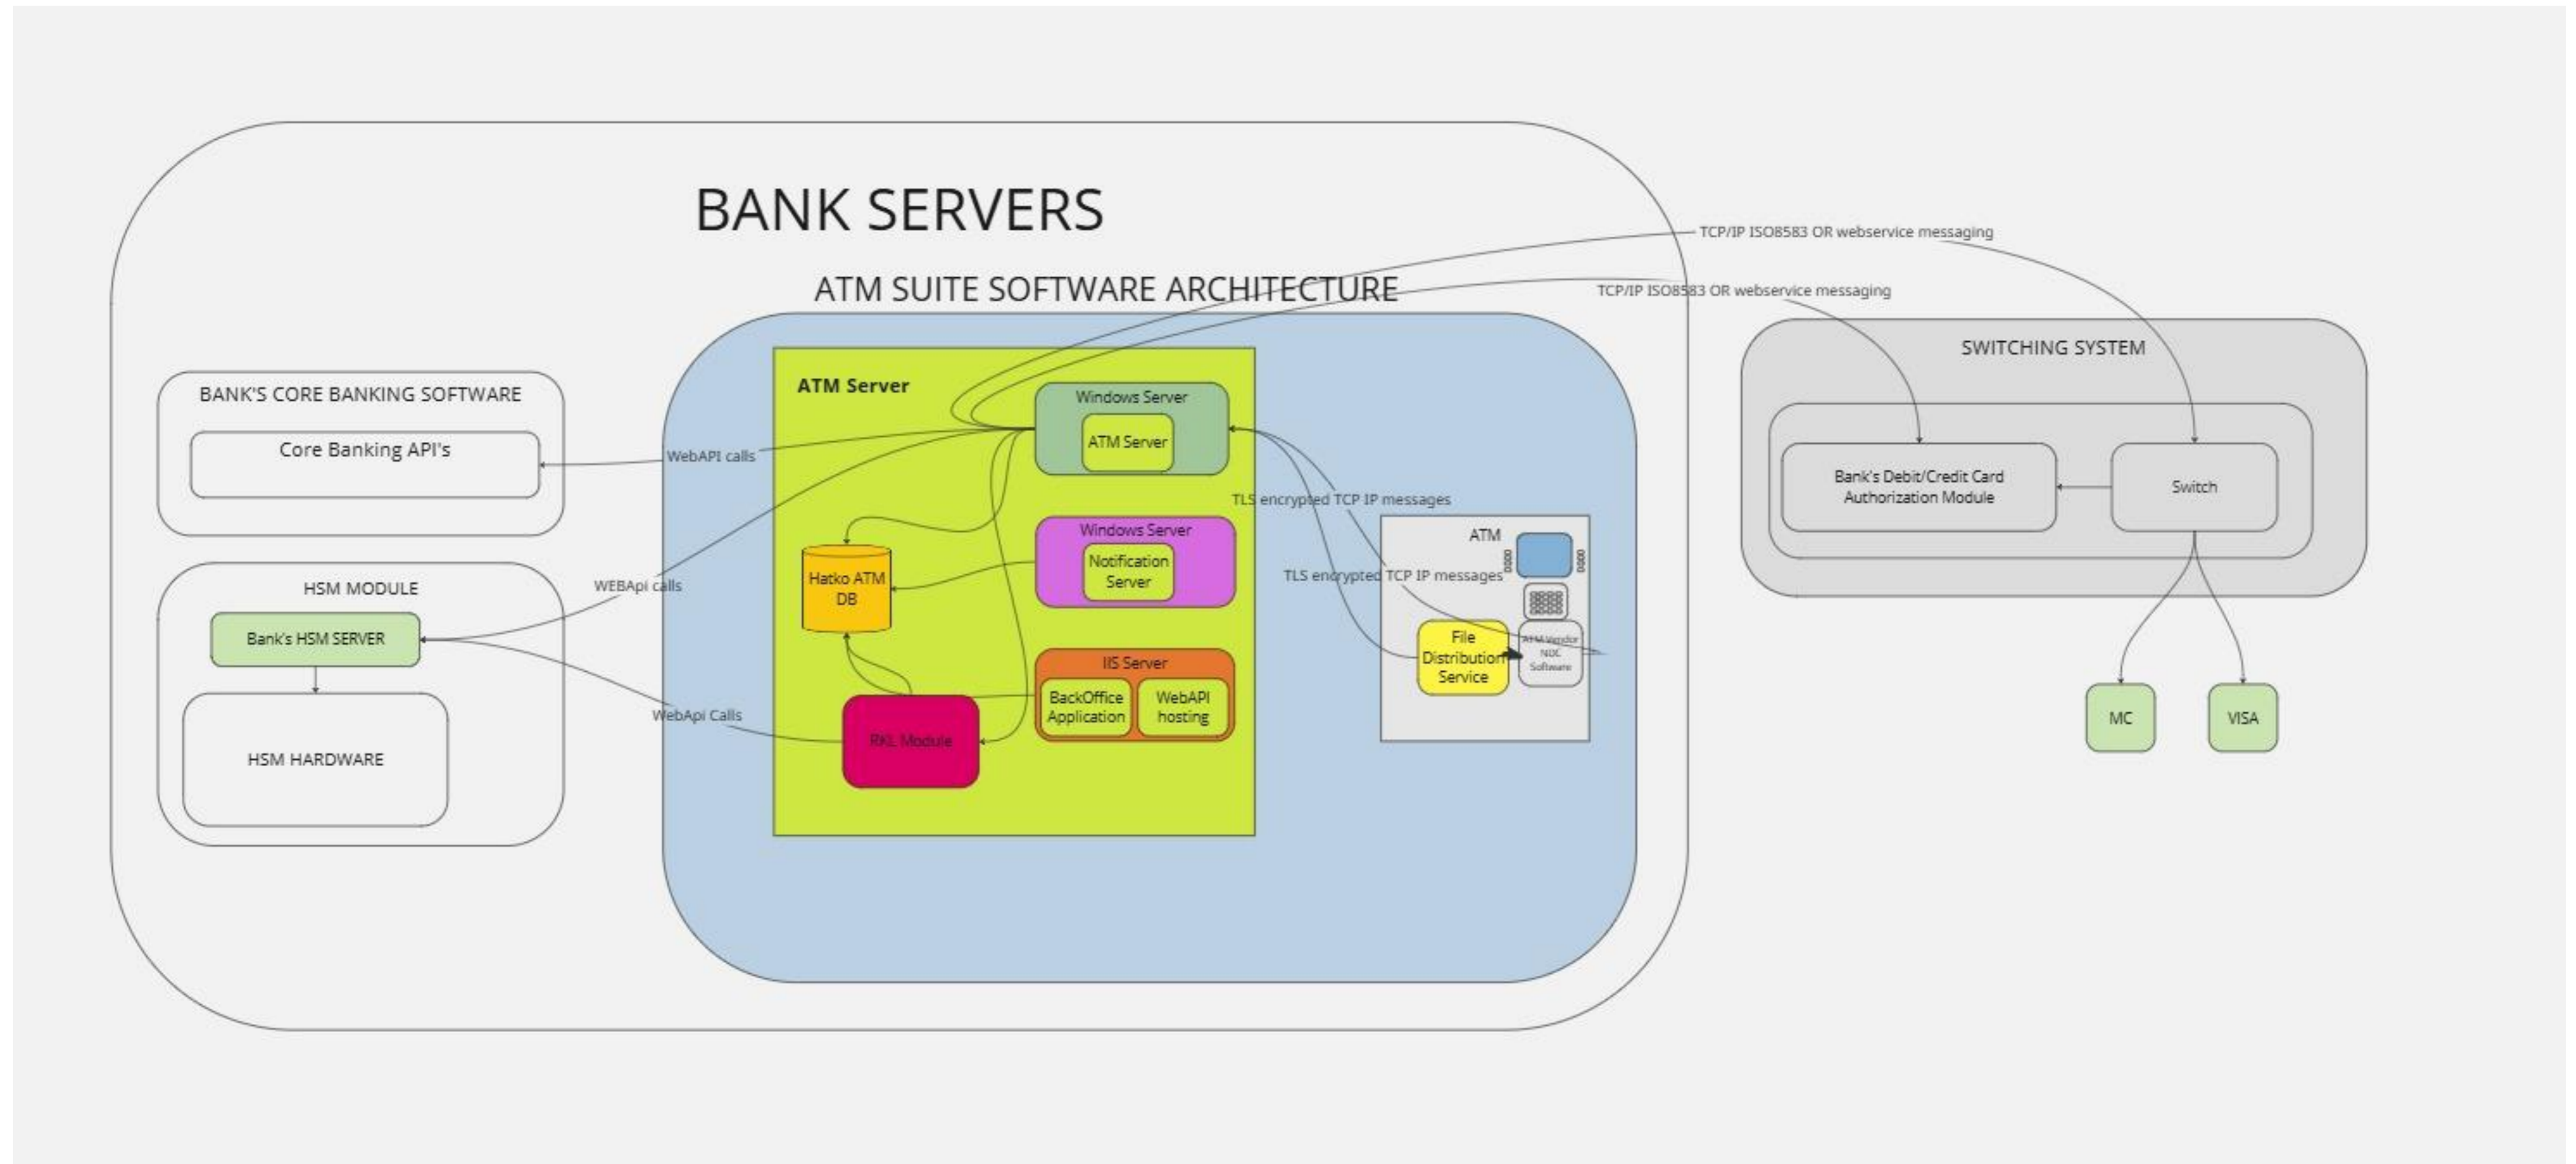 BANK SERVERS
ATM SUITE SOFTWARE ARCHITECTURE
TCP/IP ISO8583 OR webservice messaging
TCP/IP ISO8583 OR webservice messaging
BANK'S CORE BANKING SOFTWARE
Core Banking API's
WebAPI calls
HSM MODULE
Bank's HSM SERVER
HSM HARDWARE
WEBApi calls
WebApi Calls
ATM Server
Windows Server
ATM Server
Windows Server
Notification
Server
Hatko ATM
DB
IIS Server
BackOffice
Application
WebAPI
hosting
RKL Module
TLS encrypted TCP IP messages
TLS encrypted TCP IP messages
ATM
File
Distribution
Service
ATM Vendor
NDC
Software
SWITCHING SYSTEM
Bank's Debit/Credit Card
Authorization Module
Switch
MC
VISA